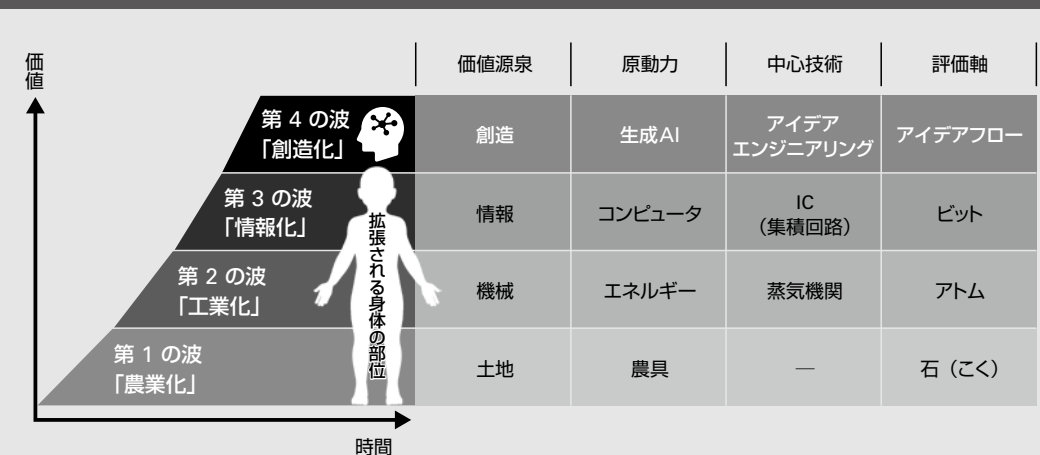 価値
価値源泉
原動力
中心技術
評価軸
第 4 の波
「創造化」
創造
生成AI
アイデア
エンジニアリング
アイデアフロー
第 3 の波
「情報化」
情報
コンピュータ
IC
（集積回路）
ビット
第 2 の波
「工業化」
機械
エネルギー
蒸気機関
アトム
第 1 の波
「農業化」
土地
農具
―
石（こく）
拡張される身体の部位
時間